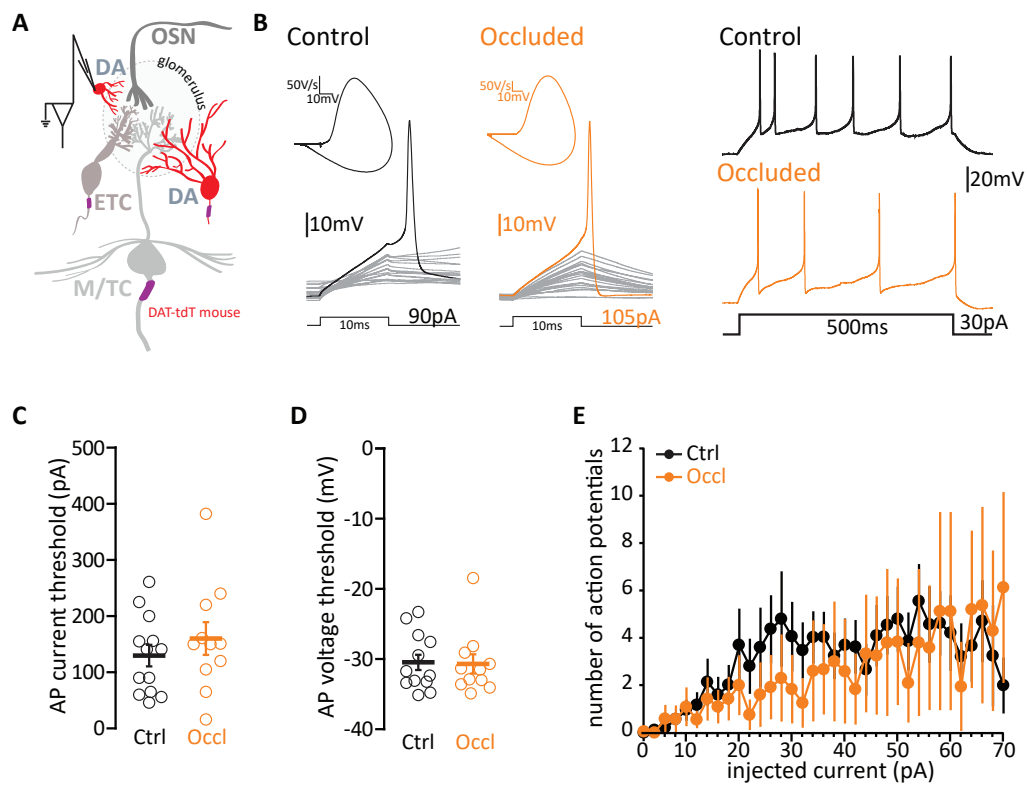 A
OSN
DA
glomerulus
ETC
DA
M/TC
DAT-tdT mouse
B
Control
50V/s
10mV
10mV
10ms
90pA
Occluded
50V/s
10mV
10mV
10ms
105pA
Control
Occluded
20mV
500ms
30pA
C
AP current threshold (pA)
500
400
300
200
100
0
Ctrl
Occl
D
AP voltage threshold (mV)
0
-10
-20
-30
-40
Ctrl
Occl
E
Ctrl
Occl
number of action potentials
12
10
8
6
4
2
0
0 10 20 30 40 50 60 70
injected current (pA)